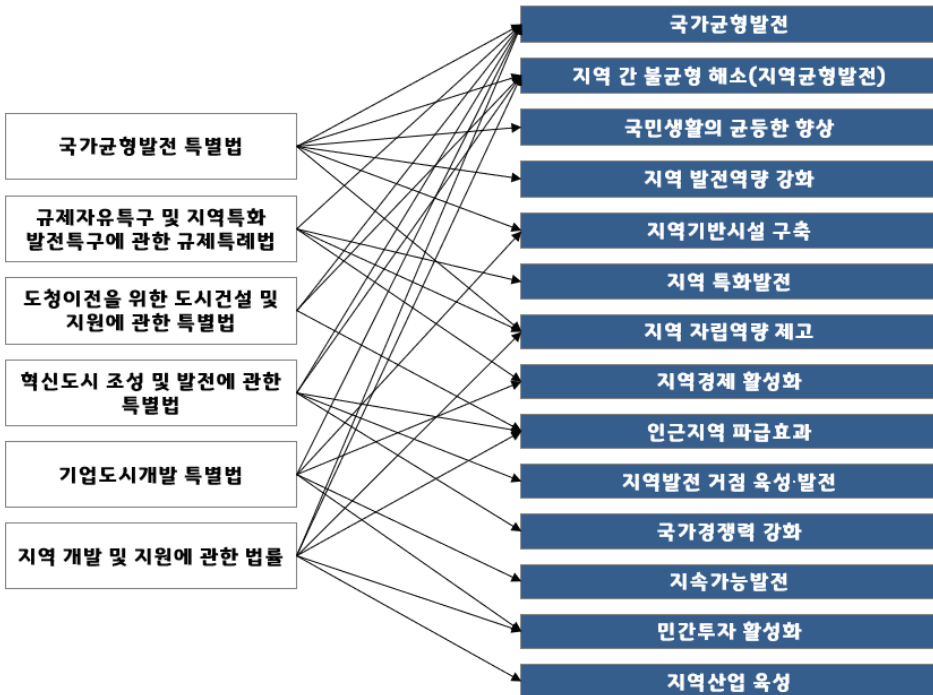 국가균형발전 특별법
규제자유특구 및 지역특화
발전특구에 관한 규제특례법
도청이전을 위한 도시건설 및
지원에 관한 특별법
혁신도시 조성 및 발전에 관한
특별법
기업도시개발 특별법
지역 개발 및 지원에 관한 법률
국가균형발전
지역 간 불균형 해소(지역균형발전)
국민생활의 균등한 향상
지역 발전역량 강화
지역기반시설 구축
지역 특화발전
지역 자립역량 제고
지역경제 활성화
인근지역 파급효과
지역발전 거점 육성·발전
국가경쟁력 강화
지속가능발전
민간투자 활성화
지역산업 육성